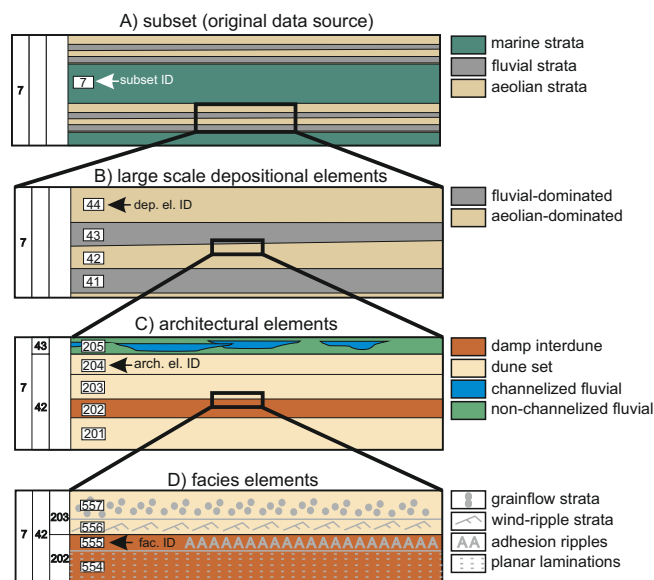 A) subset (original data source)
7
7
subset ID
marine strata
fluvial strata
aeolian strata
B) large scale depositional elements
7
44
dep. el. ID
43
42
41
fluvial-dominated
aeolian-dominated
C) architectural elements
43
7
42
205
204
arch. el. ID
203
202
201
damp interdune
dune set
channelized fluvial
non-channelized fluvial
D) facies elements
7
42
203
202
557
556
555
fac. ID
554
grainflow strata
wind-ripple strata
adhesion ripples
planar laminations